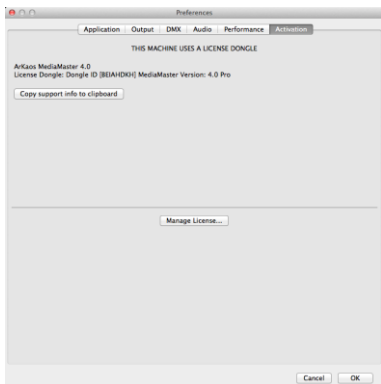 Preferences
Application Output DMX Audio Performance Activation
THIS MACHINE USES A LICENSE DONGLE
ArKaos MediaMaster 4.0
License Dongle: Dongle ID [BEIAHDKH] MediaMaster Version: 4.0 Pro
Copy support info to clipboard
Manage License...
Cancel OK